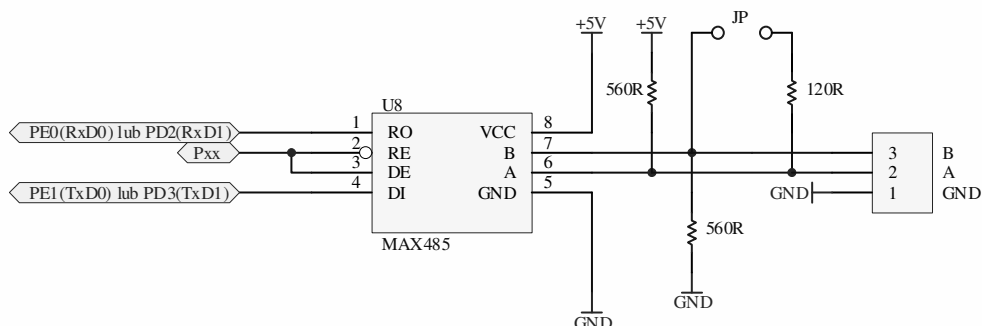 +5V
+5V
JP
560R
120R
U8
PE0(RxD0) lub PD2(RxD1)
1
RO
VCC
8
Pxx
2
RE
B
7
3
B
3
DE
A
6
2
A
PE1(TxD0) lub PD3(TxD1)
4
DI
GND
5
GND
1
GND
MAX485
560R
GND
GND